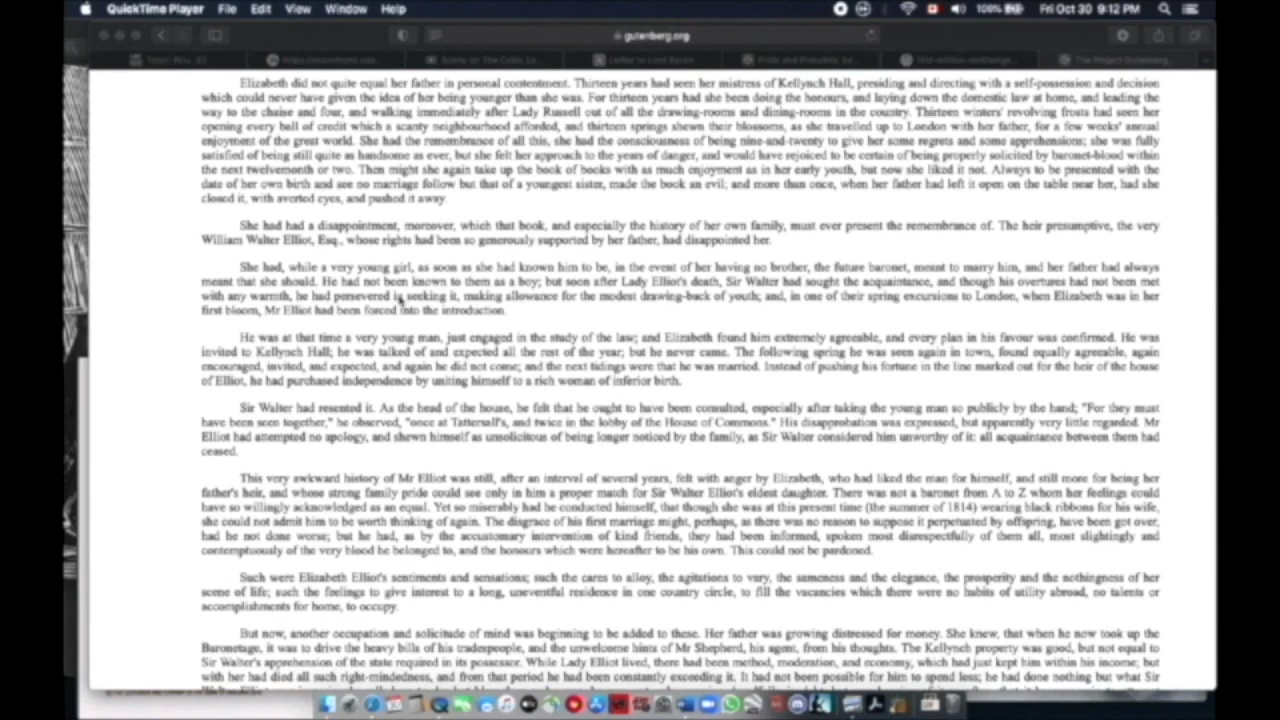 QuickTime Player File Edit View Window Help 100% Fri Oct 30 9:12 PM
gutenberg.org
Letter to Lord Byron Pride and Prejudice, by The Project Gutenberg
Elizabeth did not quite equal her father in personal contentment. Thirteen years had seen her mistress of Kellynch Hall, presiding and directing with a self-possession and decision
which could never have given the idea of her being younger than she was. For thirteen years had she been doing the honours, and laying down the domestic law at home, and leading the
way to the chaise and four, and walking immediately after Lady Russell out of all the drawing-rooms and dining-rooms in the country. Thirteen winters' revolving frosts had seen her
opening every ball of credit which a scanty neighbourhood afforded, and thirteen springs shewn their blossoms, as she travelled up to London with her father, for a few weeks' annual
enjoyment of the great world. She had the remembrance of all this, she had the consciousness of being nine-and-twenty to give her some regrets and some apprehensions; she was fully
satisfied of being still quite as handsome as ever, but she felt her approach to the years of danger, and would have rejoiced to be certain of being properly solicited by baronet-blood within
the next twelvemonth or two. Then might she again take up the book of books with as much enjoyment as in her early youth, but now she liked it not. Always to be presented with the
date of her own birth and see no marriage follow but that of a youngest sister, made the book an evil; and more than once, when her father had left it open on the table near her, had she
closed it, with averted eyes, and pushed it away.
She had had a disappointment, moreover, which that book, and especially the history of her own family, must ever present the remembrance of. The heir presumptive, the very
William Walter Elliot, Esq., whose rights had been so generously supported by her father, had disappointed her.
She had, while a very young girl, as soon as she had known him to be, in the event of her having no brother, the future baronet, meant to marry him, and her father had always
meant that she should. He had not been known to them as a boy; but soon after Lady Elliot's death, Sir Walter had sought the acquaintance, and though his overtures had not been met
with any warmth, he had persevered in seeking it, making allowance for the modest drawing-back of youth; and, in one of their spring excursions to London, when Elizabeth was in her
first bloom, Mr Elliot had been forced into the introduction.
He was at that time a very young man, just engaged in the study of the law; and Elizabeth found him extremely agreeable, and every plan in his favour was confirmed. He was
invited to Kellynch Hall; he was talked of and expected all the rest of the year; but he never came. The following spring he was seen again in town, found equally agreeable, again
encouraged, invited, and expected, and again he did not come; and the next tidings were that he was married. Instead of pushing his fortune in the line marked out for the heir of the house
of Elliot, he had purchased independence by uniting himself to a rich woman of inferior birth.
Sir Walter had resented it. As the head of the house, he felt that he ought to have been consulted, especially after taking the young man so publicly by the hand; "For they must
have been seen together," he observed, "once at Tattersall's, and twice in the lobby of the House of Commons." His disapprobation was expressed, but apparently very little regarded. Mr
Elliot had attempted no apology, and shewn himself as unsolicitous of being longer noticed by the family, as Sir Walter considered him unworthy of it: all acquaintance between them had
ceased.
This very awkward history of Mr Elliot was still, after an interval of several years, felt with anger by Elizabeth, who had liked the man for himself, and still more for being her
father's heir, and whose strong family pride could see only in him a proper match for Sir Walter Elliot's eldest daughter. There was not a baronet from A to Z whom her feelings could
have so willingly acknowledged as an equal. Yet so miserably had he conducted himself, that though she was at this present time (the summer of 1814) wearing black ribbons for his wife,
she could not admit him to be worth thinking of again. The disgrace of his first marriage might, perhaps, as there was no reason to suppose it perpetuated by offspring, have been got over,
had he not done worse; but he had, as by the accustomary intervention of kind friends, they had been informed, spoken most disrespectfully of them all, most slightingly and
contemptuously of the very blood he belonged to, and the honours which were hereafter to be his own. This could not be pardoned.
Such were Elizabeth Elliot's sentiments and sensations; such the cares to alloy, the agitations to vary, the sameness and the elegance, the prosperity and the nothingness of her
scene of life; such the feelings to give interest to a long, uneventful residence in one country circle, to fill the vacancies which there were no habits of utility abroad, no talents or
accomplishments for home, to occupy.
But now, another occupation and solicitude of mind was beginning to be added to these. Her father was growing distressed for money. She knew, that when he now took up the
Baronetage, it was to drive the heavy bills of his tradespeople, and the unwelcome hints of Mr Shepherd, his agent, from his thoughts. The Kellynch property was good, but not equal to
Sir Walter's apprehension of the state required in its possessor. While Lady Elliot lived, there had been method, moderation, and economy, which had just kept him within his income; but
with her had died all such right-mindedness, and from that period he had been constantly exceeding it. It had not been possible for him to spend less; he had done nothing but what Sir